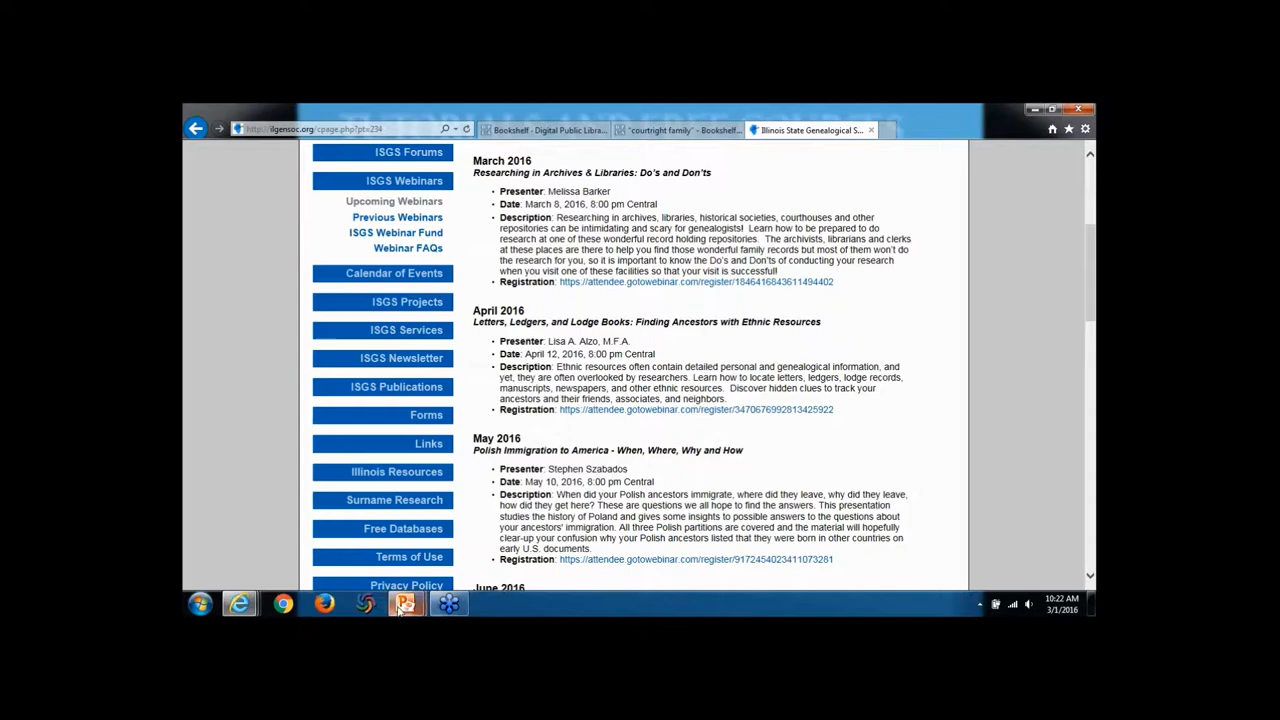 http://ilgensoc.org/cpage.php?pt=234
Bookshelf - Digital Public Libra...
"courtright family" - Bookshelf...
Illinois State Genealogical S...
ISGS Forums
ISGS Webinars
Upcoming Webinars
Previous Webinars
ISGS Webinar Fund
Webinar FAQs
Calendar of Events
ISGS Projects
ISGS Services
ISGS Newsletter
ISGS Publications
Forms
Links
Illinois Resources
Surname Research
Free Databases
Terms of Use
Privacy Policy
March 2016
Researching in Archives & Libraries: Do's and Don'ts
• Presenter: Melissa Barker
• Date: March 8, 2016, 8:00 pm Central
• Description: Researching in archives, libraries, historical societies, courthouses and other
repositories can be intimidating and scary for genealogists! Learn how to be prepared to do
research at one of these wonderful record holding repositories. The archivists, librarians and clerks
at these places are there to help you find those wonderful family records but most of them won't do
the research for you, so it is important to know the Do's and Don'ts of conducting your research
when you visit one of these facilities so that your visit is successful!
• Registration: https://attendee.gotowebinar.com/register/1846416843611494402
April 2016
Letters, Ledgers, and Lodge Books: Finding Ancestors with Ethnic Resources
• Presenter: Lisa A. Alzo, M.F.A.
• Date: April 12, 2016, 8:00 pm Central
• Description: Ethnic resources often contain detailed personal and genealogical information, and
yet, they are often overlooked by researchers. Learn how to locate letters, ledgers, lodge records,
manuscripts, newspapers, and other ethnic resources. Discover hidden clues to track your
ancestors and their friends, associates, and neighbors.
• Registration: https://attendee.gotowebinar.com/register/3470676992813425922
May 2016
Polish Immigration to America - When, Where, Why and How
• Presenter: Stephen Szabados
• Date: May 10, 2016, 8:00 pm Central
• Description: When did your Polish ancestors immigrate, where did they leave, why did they leave,
how did they get here? These are questions we all hope to find the answers. This presentation
studies the history of Poland and gives some insights to possible answers to the questions about
your ancestors' immigration. All three Polish partitions are covered and the material will hopefully
clear-up your confusion why your Polish ancestors listed that they were born in other countries on
early U.S. documents.
• Registration: https://attendee.gotowebinar.com/register/9172454023411073281
June 2016
10:22 AM
3/1/2016